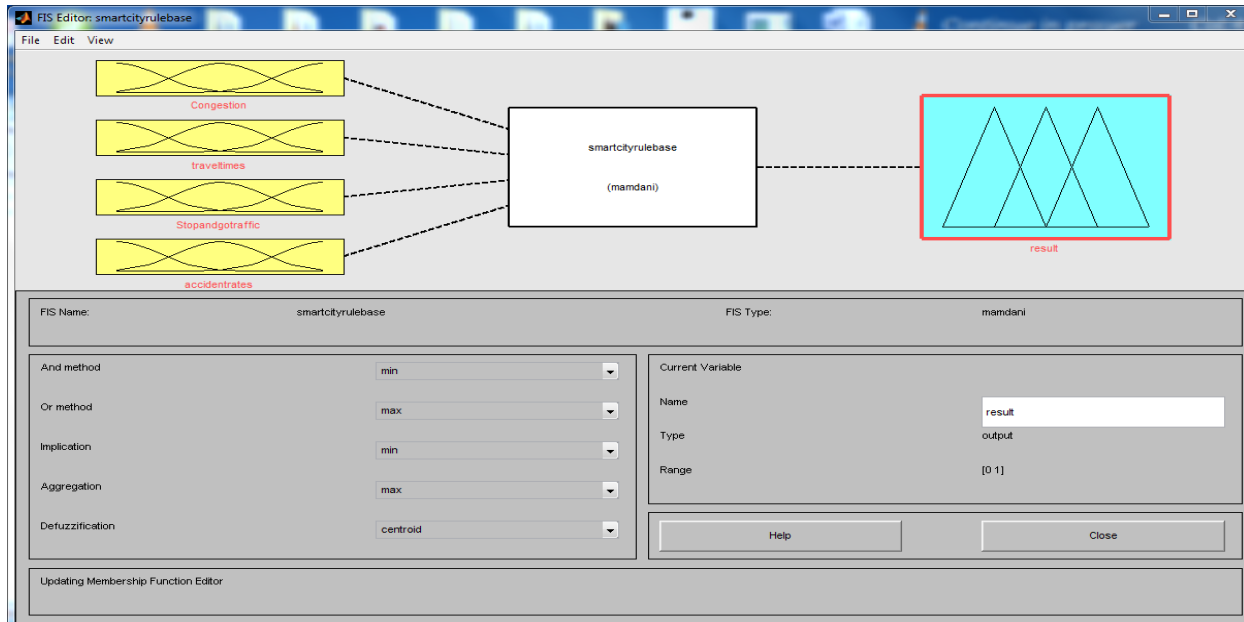 FIS Editor: smartcityrulebase
File Edit View
Congestion
traveltimes
Stopandgotraffic
accidentrates
smartcityrulebase
(mamdani)
result
FIS Name: smartcityrulebase FIS Type: mamdani
And method min
Or method max
Implication min
Aggregation max
Defuzzification centroid
Current Variable
Name result
Type output
Range [0 1]
Help Close
Updating Membership Function Editor